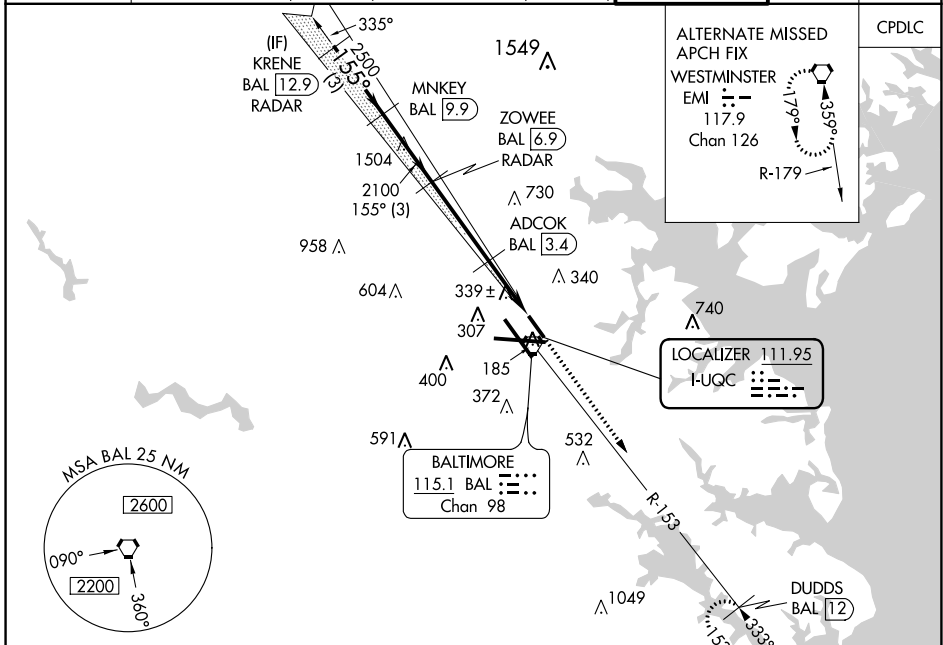 335°
(IF)
KRENE
BAL 12.9
RADAR
155°
2500
(3)
MNKEY
BAL 9.9
1549
ZOWEE
BAL 6.9
RADAR
1504
2100
155° (3)
730
ADCOK
BAL 3.4
958
340
604
339 ±
307
740
185
400
372
591
532
ALTERNATE MISSED
APCH FIX
WESTMINSTER
EMI
117.9
Chan 126
179°
359°
R-179
CPDLC
LOCALIZER 111.95
I-UQC
BALTIMORE
115.1 BAL
Chan 98
R-153
MSA BAL 25 NM
2600
090°
2200
360°
1049
DUDDS
BAL 12
333°